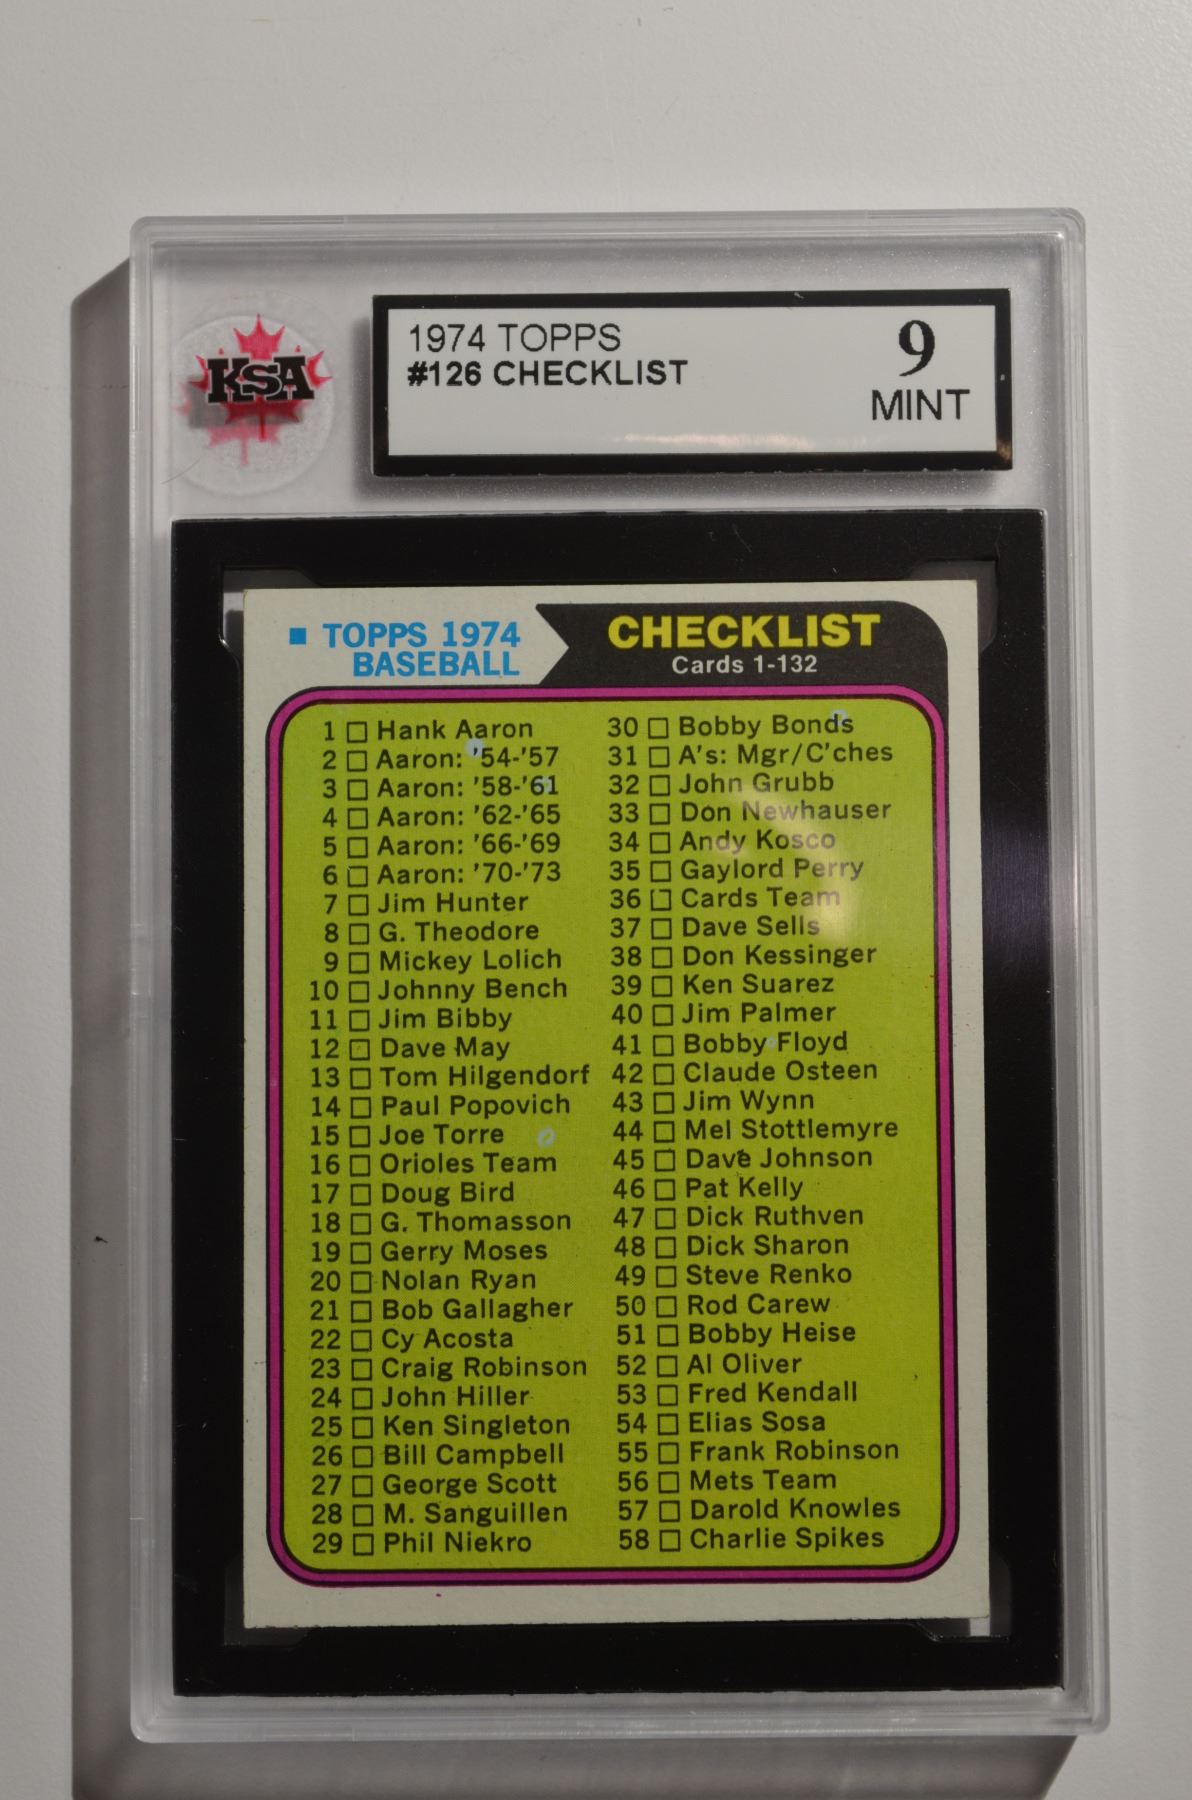 KSA
1974 TOPPS
#126 CHECKLIST
9
MINT
TOPPS 1974
BASEBALL
CHECKLIST
Cards 1-132
1 Hank Aaron
2 Aaron: '54-'57
3 Aaron: '58-'61
4 Aaron: '62-'65
5 Aaron: '66-'69
6 Aaron: '70-'73
7 Jim Hunter
8 G. Theodore
9 Mickey Lolich
10 Johnny Bench
11 Jim Bibby
12 Dave May
13 Tom Hilgendorf
14 Paul Popovich
15 Joe Torre
16 Orioles Team
17 Doug Bird
18 G. Thomasson
19 Gerry Moses
20 Nolan Ryan
21 Bob Gallagher
22 Cy Acosta
23 Craig Robinson
24 John Hiller
25 Ken Singleton
26 Bill Campbell
27 George Scott
28 M. Sanguillen
29 Phil Niekro
30 Bobby Bonds
31 A's: Mgr/C'ches
32 John Grubb
33 Don Newhauser
34 Andy Kosco
35 Gaylord Perry
36 Cards Team
37 Dave Sells
38 Don Kessinger
39 Ken Suarez
40 Jim Palmer
41 Bobby Floyd
42 Claude Osteen
43 Jim Wynn
44 Mel Stottlemyre
45 Dave Johnson
46 Pat Kelly
47 Dick Ruthven
48 Dick Sharon
49 Steve Renko
50 Rod Carew
51 Bobby Heise
52 Al Oliver
53 Fred Kendall
54 Elias Sosa
55 Frank Robinson
56 Mets Team
57 Darold Knowles
58 Charlie Spikes